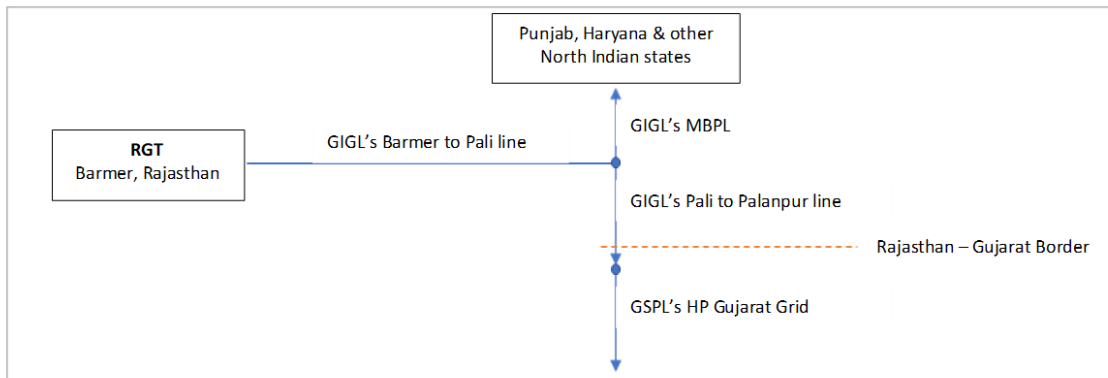 Punjab, Haryana & other
North Indian states
GIGL’s MBPL
GIGL’s Barmer to Pali line
RGT
Barmer, Rajasthan
GIGL’s Pali to Palanpur line
Rajasthan – Gujarat Border
GSPL’s HP Gujarat Grid